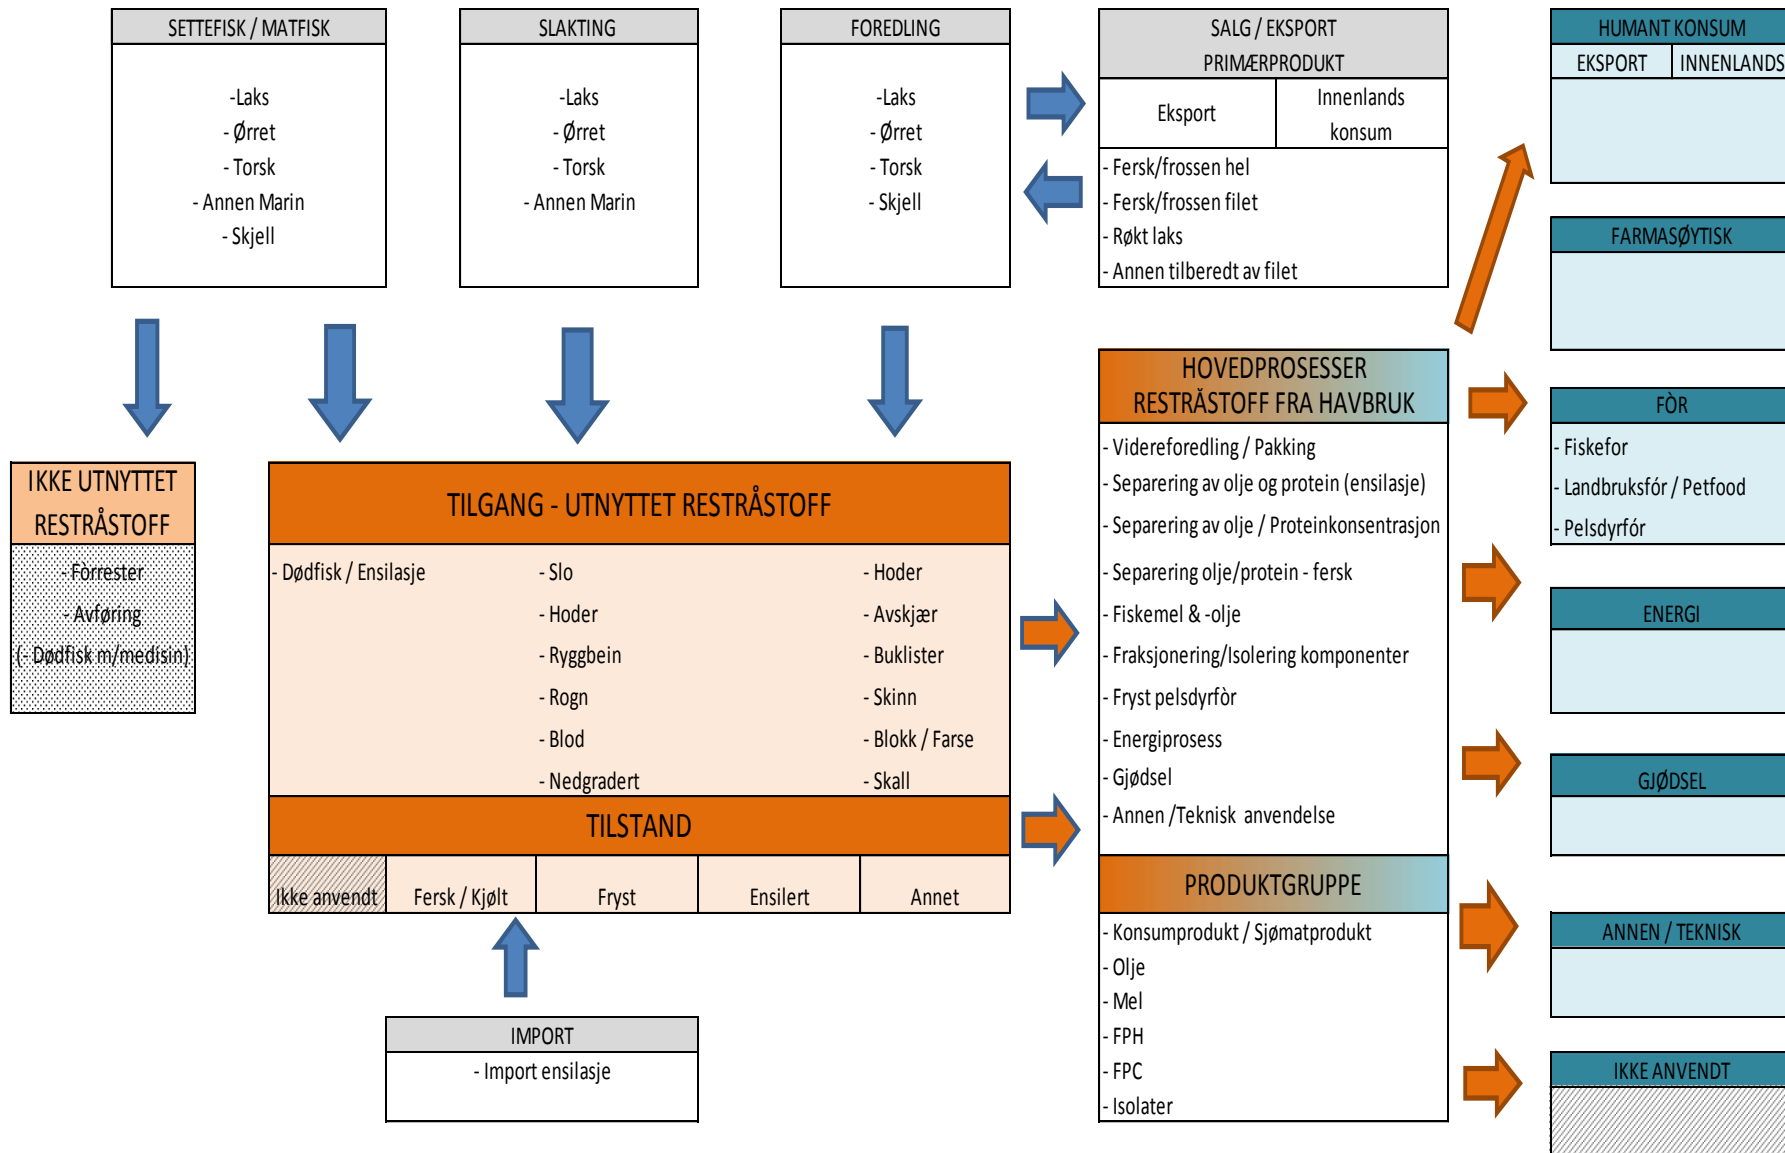 SETTEFISK / MATFISK
-Laks
- Ørret
- Torsk
- Annen Marin
- Skjell
SLAKTING
-Laks
- Ørret
- Torsk
- Annen Marin
FOREDLING
-Laks
- Ørret
- Torsk
- Skjell
SALG / EKSPORT
PRIMÆRPRODUKT
Eksport
Innenlands
konsum
- Fersk/frossen hel
- Fersk/frossen filet
- Røkt laks
- Annen tilberedt av filet
HUMANT KONSUM
EKSPORT
INNENLANDS
FARMASØYTISK
FÒR
- Fiskefor
- Landbruksfór / Petfood
- Pelsdyrfór
ENERGI
GJØDSEL
ANNEN / TEKNISK
IKKE ANVENDT
IKKE UTNYTTET
RESTRÅSTOFF
- Fòrrester
- Avføring
(- Dødfisk m/medisin)
TILGANG - UTNYTTET RESTRÅSTOFF
- Dødfisk / Ensilasje
- Slo
- Hoder
- Ryggbein
- Rogn
- Blod
- Nedgradert
- Hoder
- Avskjær
- Buklister
- Skinn
- Blokk / Farse
- Skall
TILSTAND
Ikke anvendt
Fersk / Kjølt
Fryst
Ensilert
Annet
IMPORT
- Import ensilasje
HOVEDPROSESSER
RESTRÅSTOFF FRA HAVBRUK
- Videreforedling / Pakking
- Separering av olje og protein (ensilasje)
- Separering av olje / Proteinkonsentrasjon
- Separering olje/protein - fersk
- Fiskemel & -olje
- Fraksjonering/Isolering komponenter
- Fryst pelsdyrfòr
- Energiprosess
- Gjødsel
- Annen /Teknisk anvendelse
PRODUKTGRUPPE
- Konsumprodukt / Sjømatprodukt
- Olje
- Mel
- FPH
- FPC
- Isolater